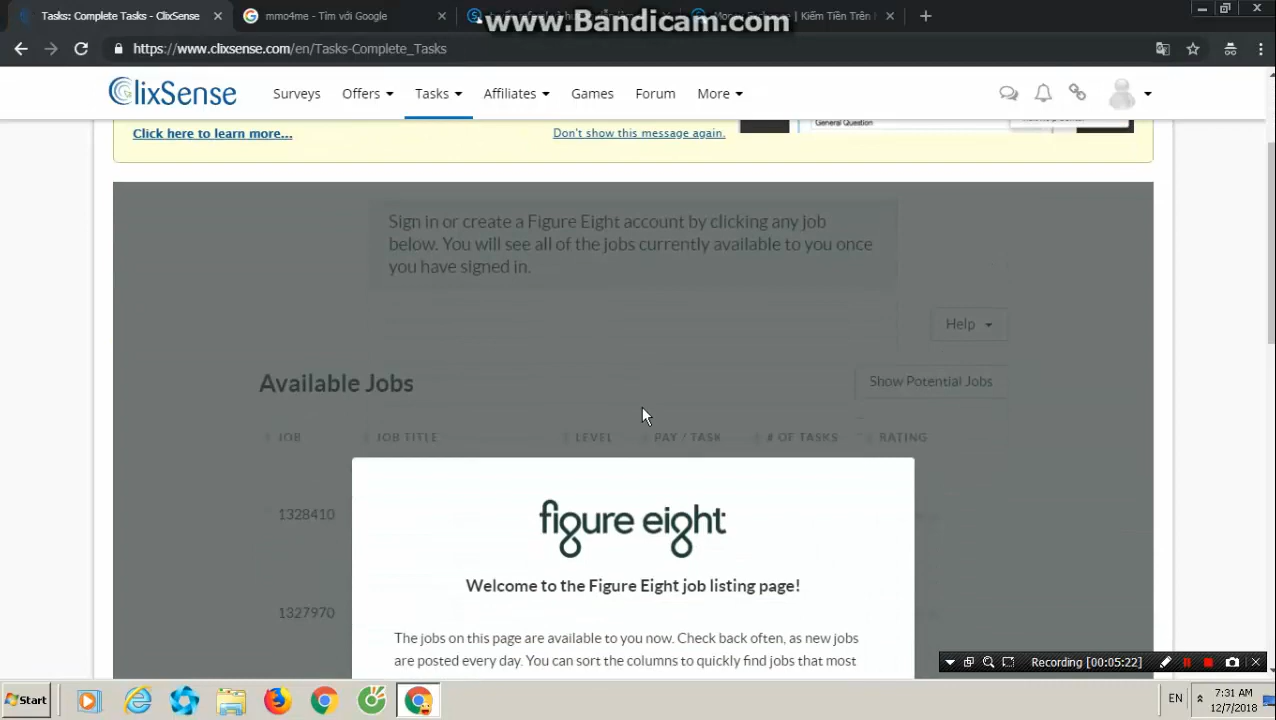 Tasks: Complete Tasks - ClixSense
mmo4me - Tìm với Google
Kiếm Tiền Trên
www.Bandicam.com
https://www.clixsense.com/en/Tasks-Complete_Tasks
ClixSense
Surveys
Offers
Tasks
Affiliates
Games
Forum
More
General Question
Click here to learn more...
Don't show this message again.
Sign in or create a Figure Eight account by clicking any job
below. You will see all of the jobs currently available to you once
you have signed in.
Help
Available Jobs
Show Potential Jobs
JOB
JOB TITLE
LEVEL
PAY / TASK
# OF TASKS
RATING
1328410
figure eight
Welcome to the Figure Eight job listing page!
1327970
The jobs on this page are available to you now. Check back often, as new jobs
are posted every day. You can sort the columns to quickly find jobs that most
Recording [00:05:22]
Start
EN
7:31 AM
12/7/2018